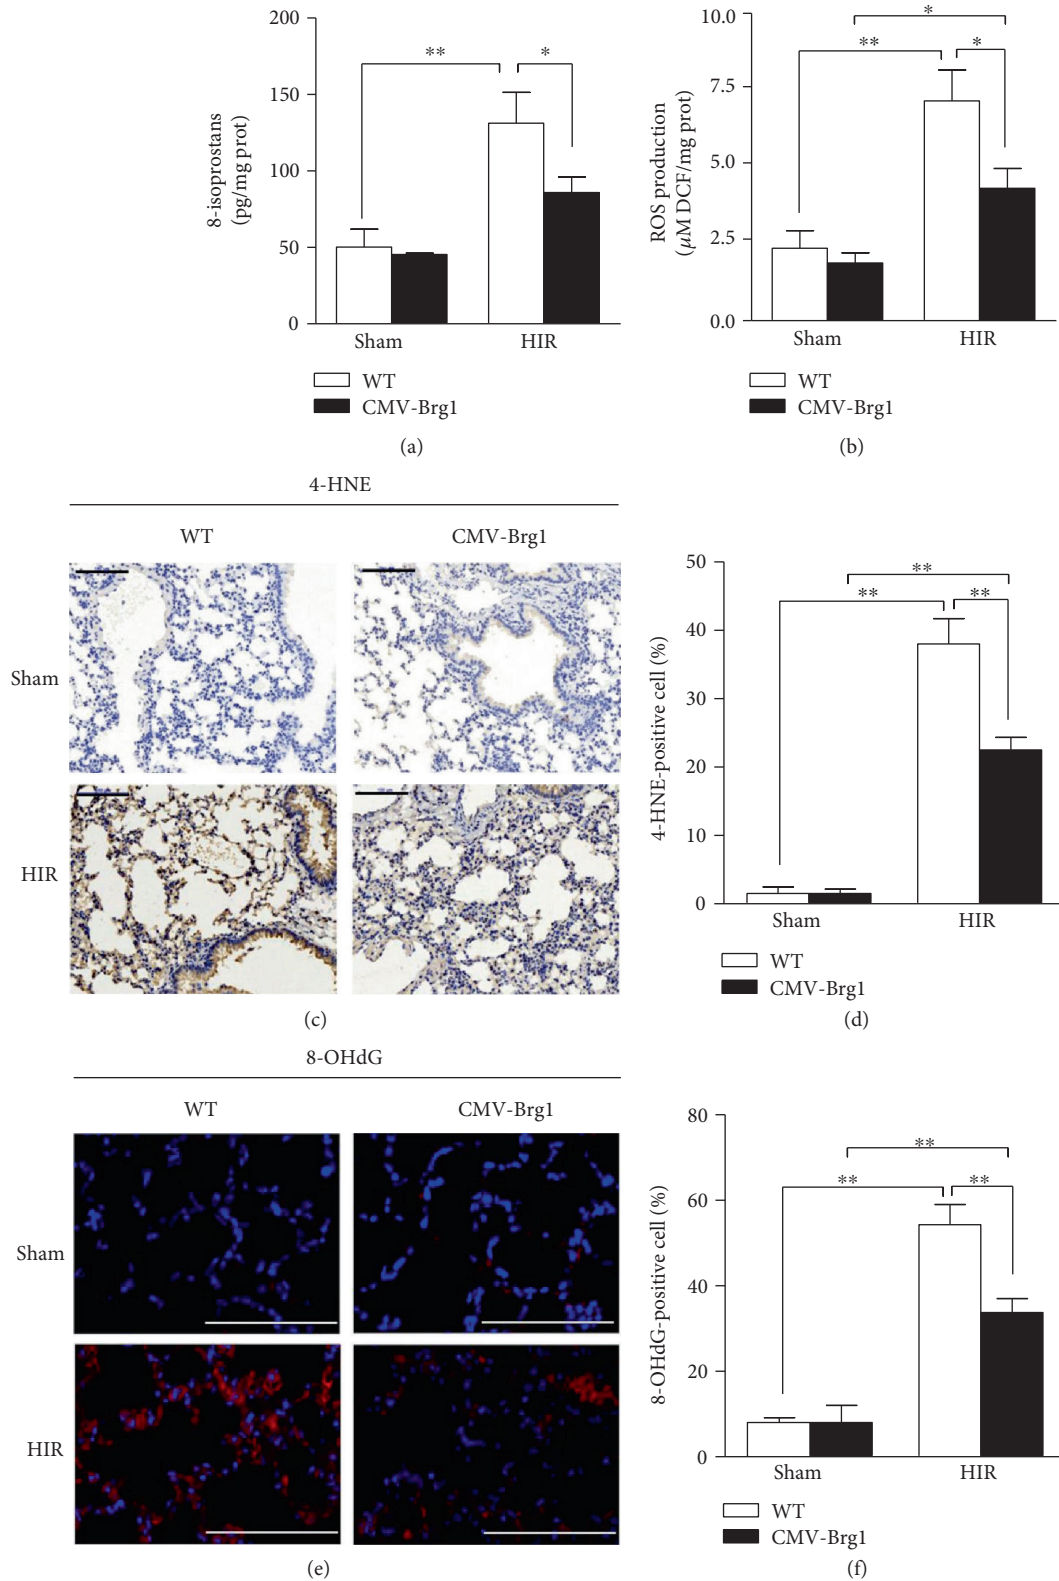 200
150
100
50
0
8-isoprostans
(pg/mg prot)
**
*
Sham
HIR
WT
CMV-Brg1
(a)
10.0
7.5
5.0
2.5
0.0
ROS production
(μM DCF/mg prot)
*
**
*
Sham
HIR
WT
CMV-Brg1
(b)
4-HNE
WT
CMV-Brg1
Sham
HIR
(c)
50
40
30
20
10
0
4-HNE-positive cell (%)
**
**
**
Sham
HIR
WT
CMV-Brg1
(d)
8-OHdG
WT
CMV-Brg1
Sham
HIR
(e)
80
60
40
20
0
8-OHdG-positive cell (%)
**
**
**
Sham
HIR
WT
CMV-Brg1
(f)